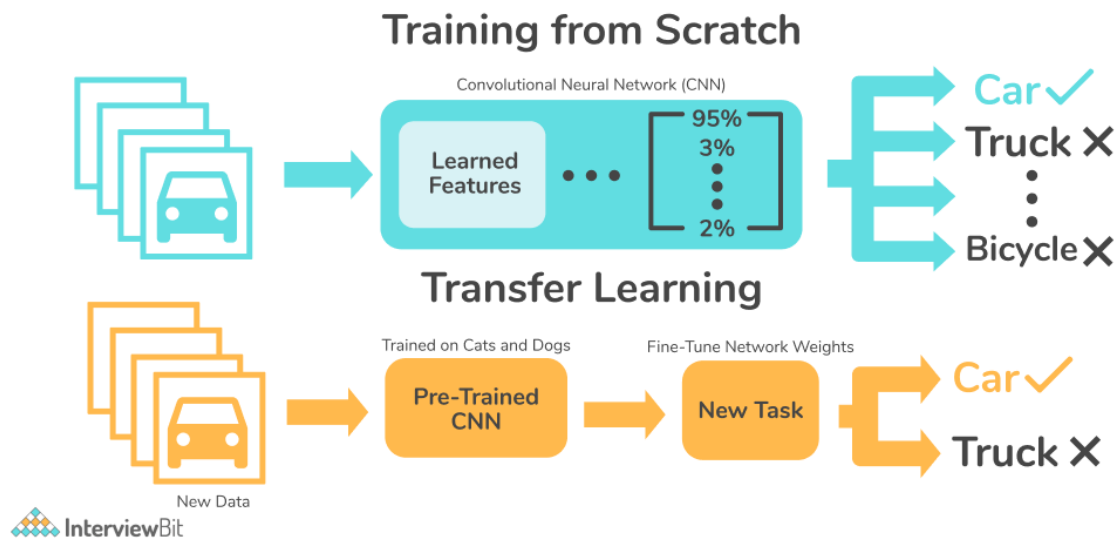 Training from Scratch
Convolutional Neural Network (CNN)
Learned
Features
95%
3%
2%
Car
Truck
Bicycle
Transfer Learning
Trained on Cats and Dogs
Pre-Trained
CNN
Fine-Tune Network Weights
New Task
Car
Truck
New Data
InterviewBit